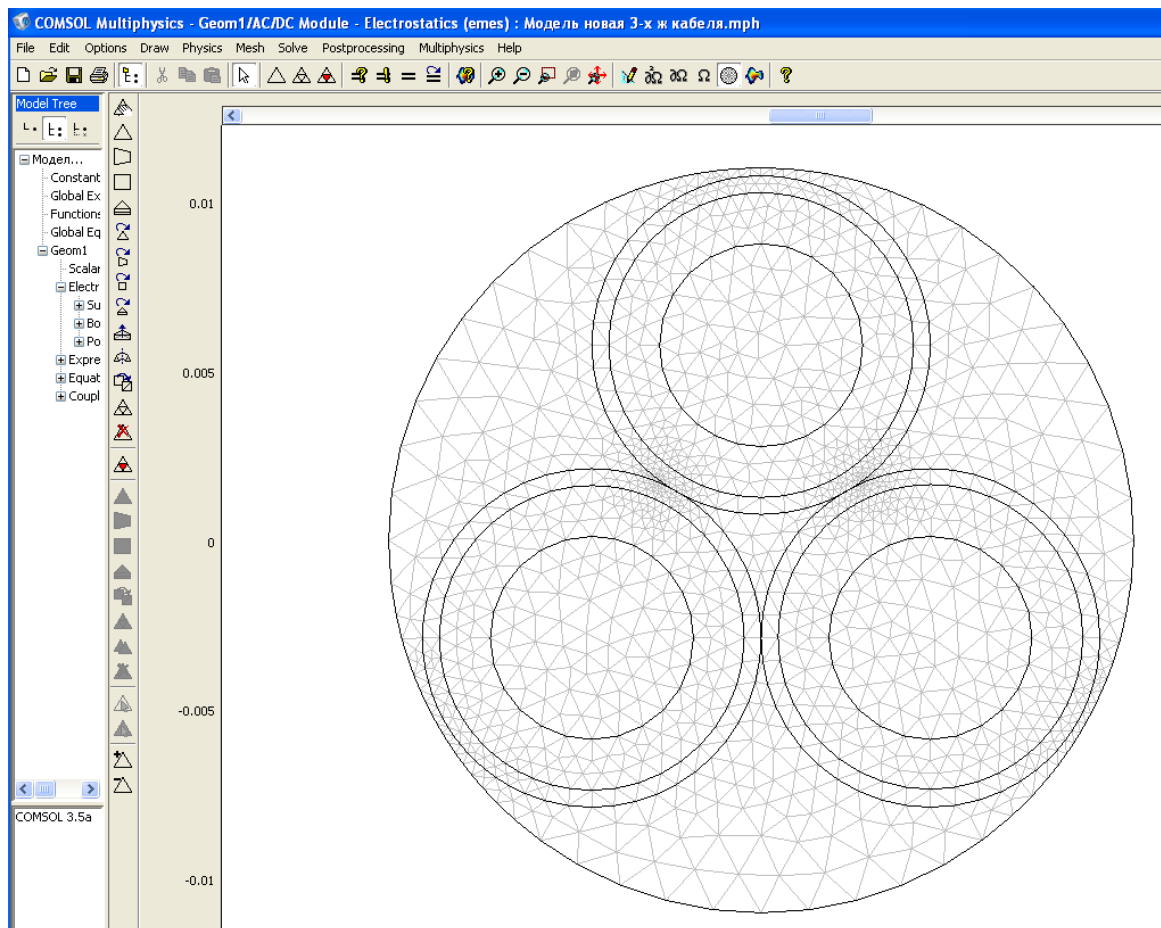 COMSOL Multiphysics - Geom1/AC/DC Module - Electrostatics (emes) : Модель новая 3-х ж кабеля.mph
File Edit Options Draw Physics Mesh Solve Postprocessing Multiphysics Help
Model Tree
Модел...
Constant
Global Ex
Functions
Global Eq
Geom1
Scalar
Electr
Su
Bo
Po
Expre
Equat
Coupl
COMSOL 3.5a
0.01
0.005
0
-0.005
-0.01